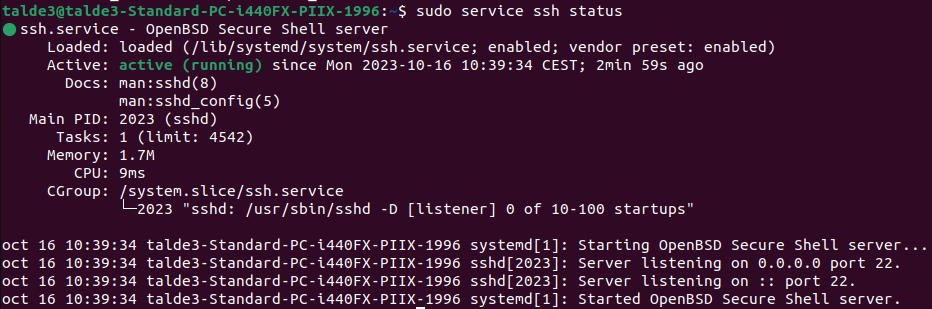 talde3@talde3-Standard-PC-i440FX-PIIX-1996:~$ sudo service ssh status
● ssh.service - OpenBSD Secure Shell server
     Loaded: loaded (/lib/systemd/system/ssh.service; enabled; vendor preset: enabled)
     Active: active (running) since Mon 2023-10-16 10:39:34 CEST; 2min 59s ago
       Docs: man:sshd(8)
             man:sshd_config(5)
   Main PID: 2023 (sshd)
      Tasks: 1 (limit: 4542)
     Memory: 1.7M
        CPU: 9ms
     CGroup: /system.slice/ssh.service
             └─2023 "sshd: /usr/sbin/sshd -D [listener] 0 of 10-100 startups"

oct 16 10:39:34 talde3-Standard-PC-i440FX-PIIX-1996 systemd[1]: Starting OpenBSD Secure Shell server...
oct 16 10:39:34 talde3-Standard-PC-i440FX-PIIX-1996 sshd[2023]: Server listening on 0.0.0.0 port 22.
oct 16 10:39:34 talde3-Standard-PC-i440FX-PIIX-1996 sshd[2023]: Server listening on :: port 22.
oct 16 10:39:34 talde3-Standard-PC-i440FX-PIIX-1996 systemd[1]: Started OpenBSD Secure Shell server.